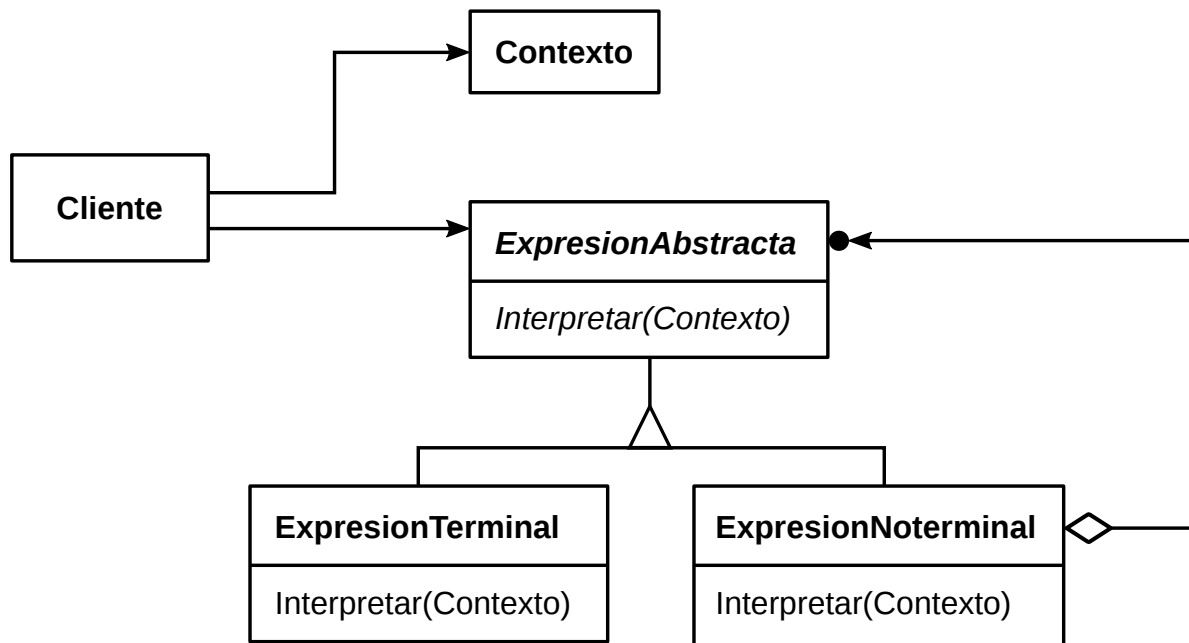 Contexto
Cliente
ExpresionAbstracta
Interpretar(Contexto)
ExpresionTerminal
Interpretar(Contexto)
ExpresionNoterminal
Interpretar(Contexto)